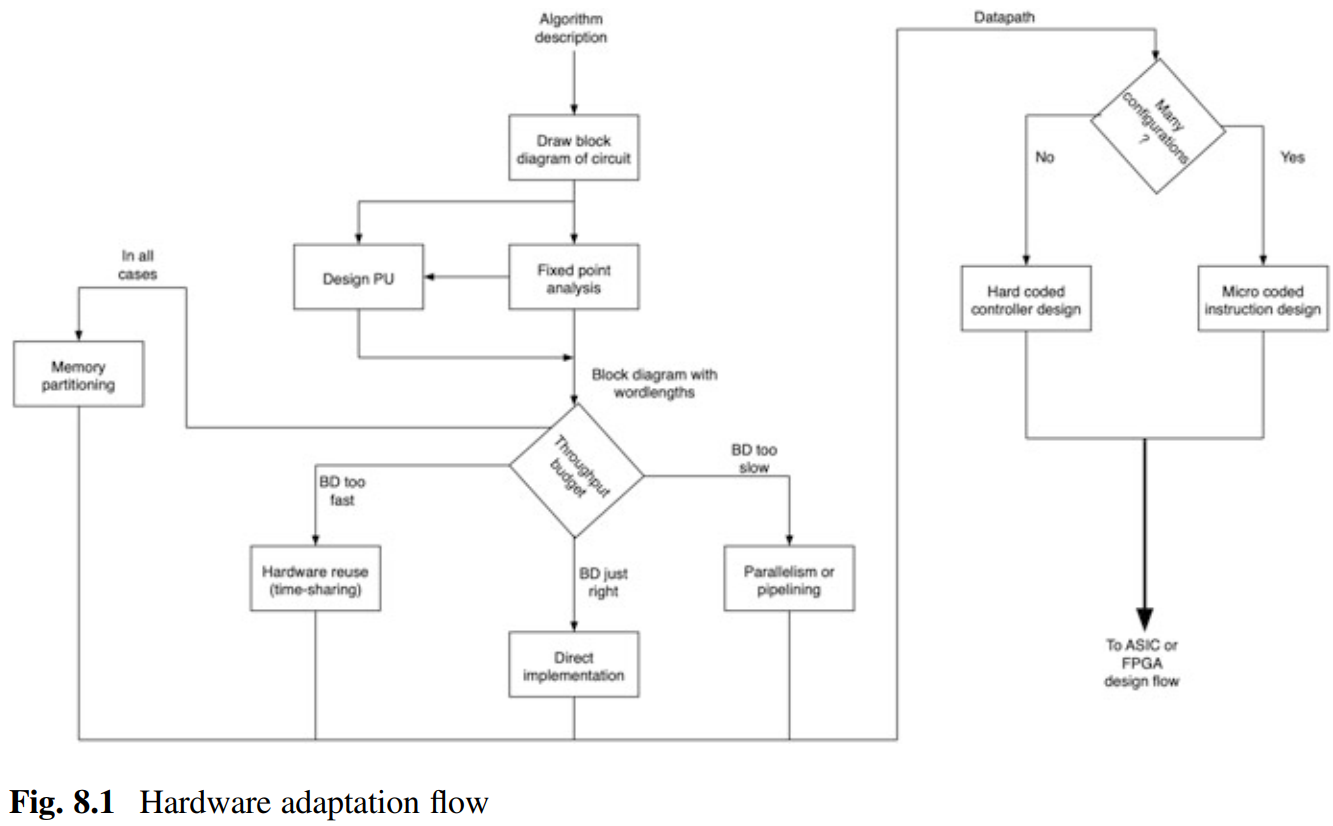 Algorithm
description
Datapath
Draw block
diagram of circuit
Many
configurations
?
No
Yes
In all
cases
Design PU
Fixed point
analysis
Hard coded
controller design
Micro coded
instruction design
Memory
partitioning
Block diagram with
wordlengths
Throughput
budget
BD too
fast
BD too
slow
Hardware reuse
(time-sharing)
BD just
right
Parallelism or
pipelining
Direct
implementation
To ASIC or
FPGA
design flow
Fig. 8.1 Hardware adaptation flow